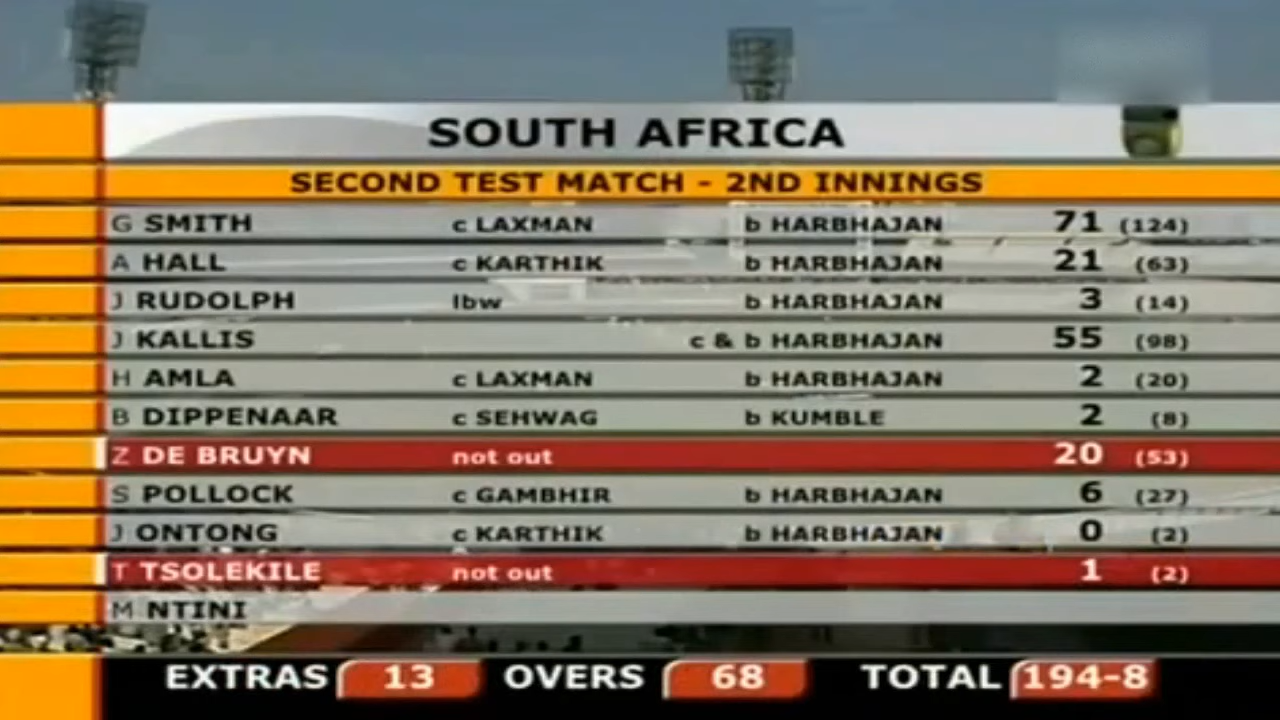 SOUTH AFRICA
SECOND TEST MATCH - 2ND INNINGS
G SMITH c LAXMAN b HARBHAJAN 71 (124)
A HALL c KARTHIK b HARBHAJAN 21 (63)
J RUDOLPH lbw b HARBHAJAN 3 (14)
J KALLIS c & b HARBHAJAN 55 (98)
H AMLA c LAXMAN b HARBHAJAN 2 (20)
B DIPPENAAR c SEHWAG b KUMBLE 2 (8)
Z DE BRUYN not out 20 (53)
S POLLOCK c GAMBHIR b HARBHAJAN 6 (27)
J ONTONG c KARTHIK b HARBHAJAN 0 (2)
T TSOLEKILE not out 1 (2)
M NTINI
EXTRAS 13 OVERS 68 TOTAL 194-8